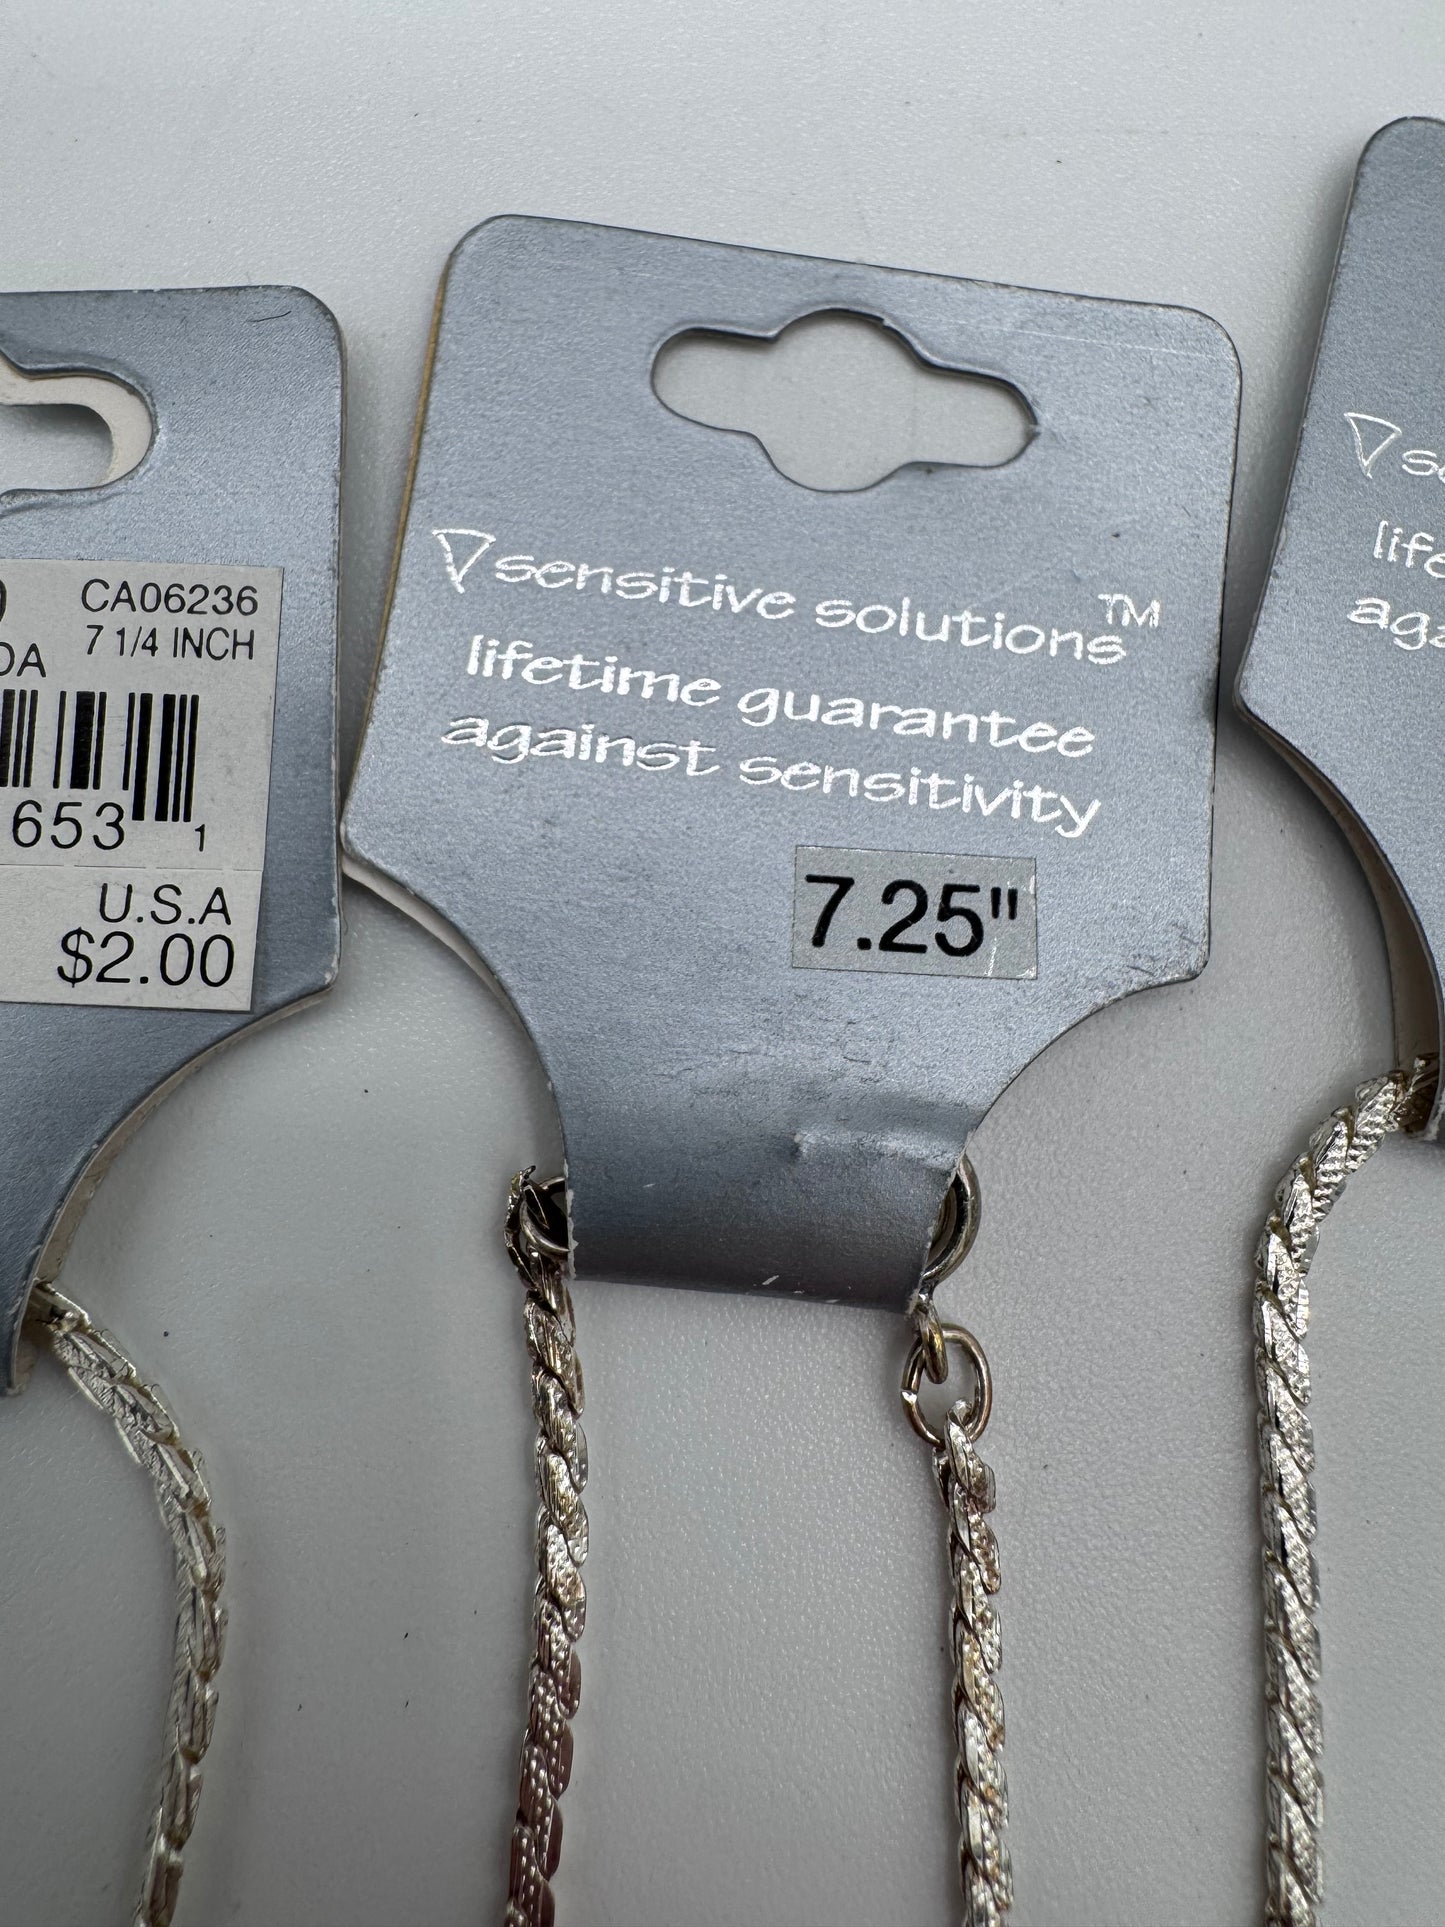 CA06236
7 1/4 INCH
653 1
U.S.A
$2.00
sensitive solutions™
lifetime guarantee
against sensitivity
7.25"